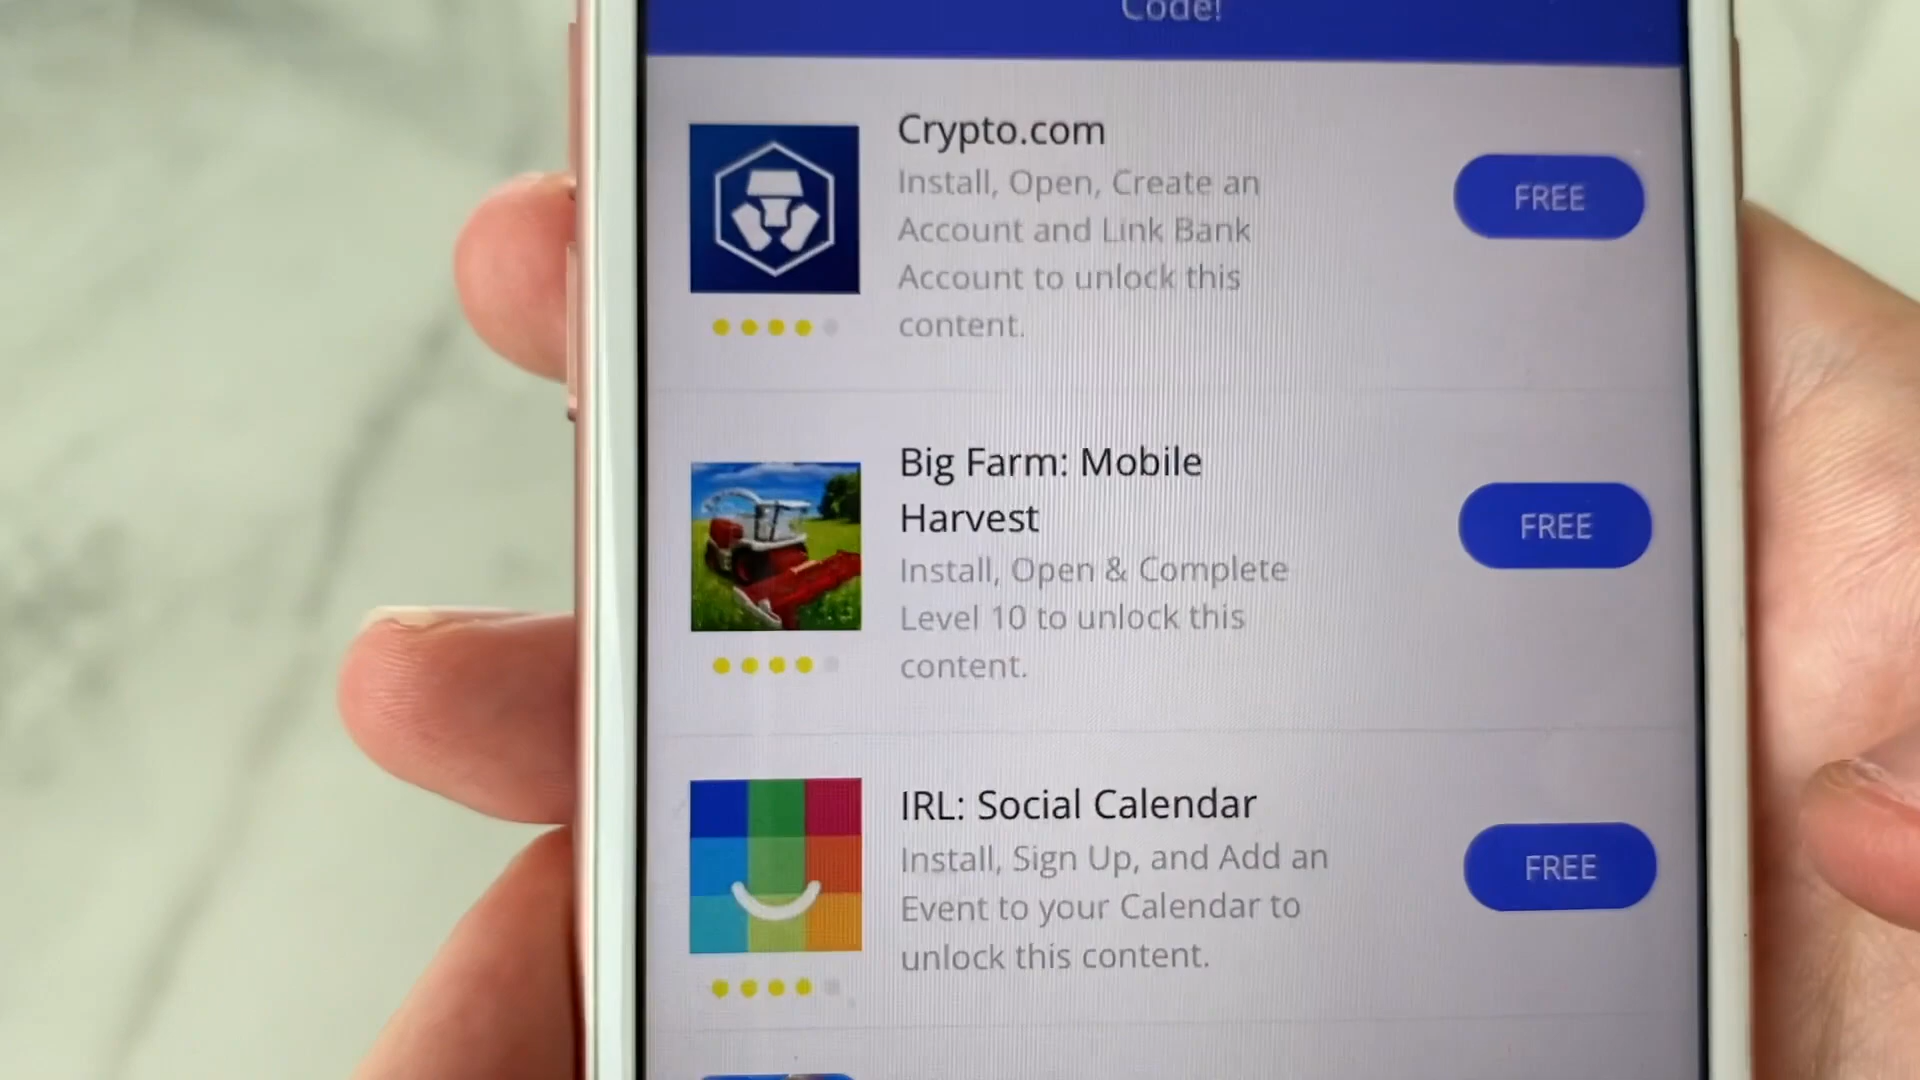 Code!
Crypto.com
Install, Open, Create an
Account and Link Bank
Account to unlock this
content.
FREE
Big Farm: Mobile
Harvest
Install, Open & Complete
Level 10 to unlock this
content.
FREE
IRL: Social Calendar
Install, Sign Up, and Add an
Event to your Calendar to
unlock this content.
FREE